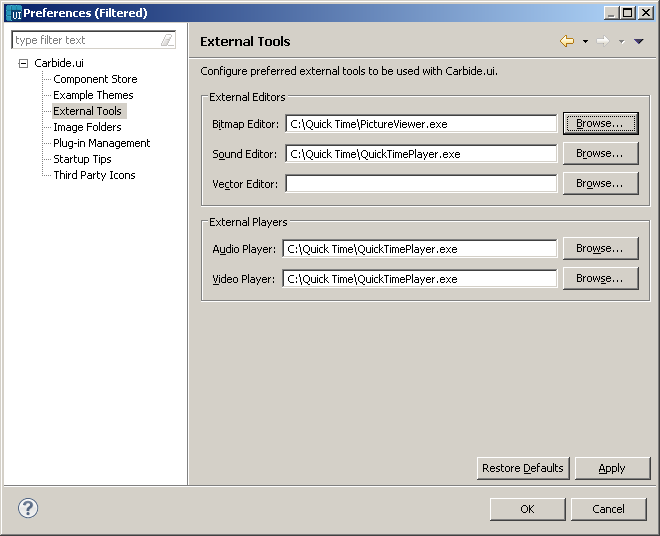 UI Preferences (Filtered)
type filter text
Carbide.ui
Component Store
Example Themes
External Tools
Image Folders
Plug-in Management
Startup Tips
Third Party Icons
External Tools
Configure preferred external tools to be used with Carbide.ui.
External Editors
Bitmap Editor: C:\Quick Time\PictureViewer.exe Browse...
Sound Editor: C:\Quick Time\QuickTimePlayer.exe Browse...
Vector Editor: Browse...
External Players
Audio Player: C:\Quick Time\QuickTimePlayer.exe Browse...
Video Player: C:\Quick Time\QuickTimePlayer.exe Browse...
Restore Defaults Apply
? OK Cancel